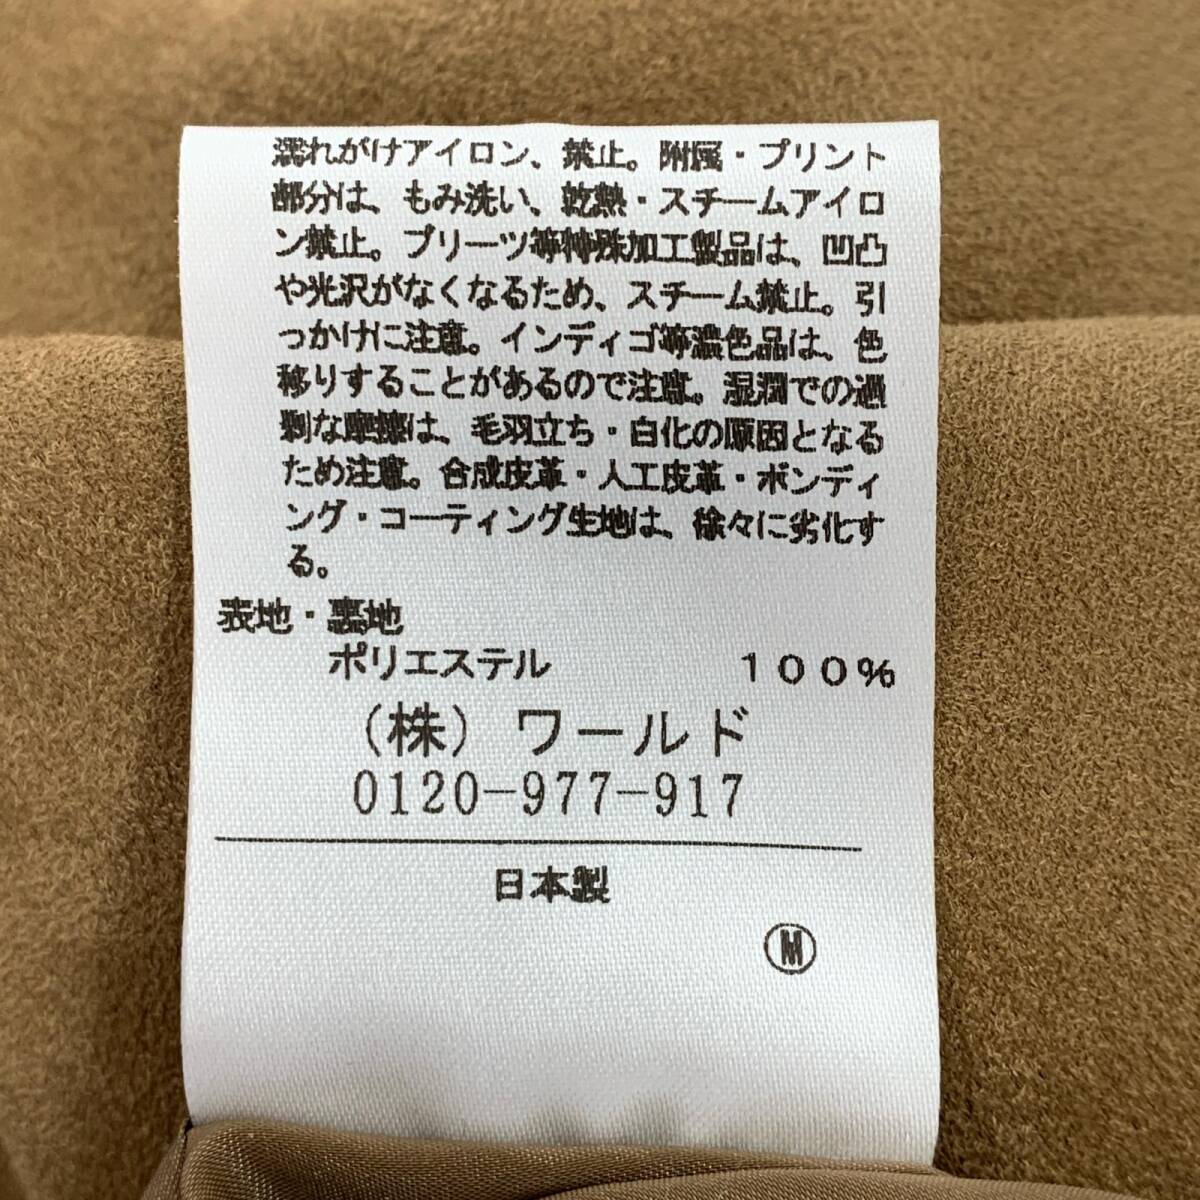 濡れがけアイロン、禁止。附属・プリント
部分は、もみ洗い、乾熱・スチームアイロ
ン禁止。プリーツ等特殊加工製品は、凹凸
や光沢がなくなるため、スチーム禁止。引
っかけに注意。インディゴ等濃色品は、色
移りすることがあるので注意。湿潤での過
剰な摩擦は、毛羽立ち・白化の原因となる
ため注意。合成皮革・人工皮革・ボンディ
ング・コーティング生地は、徐々に劣化す
る。
表地・裏地
ポリエステル 100%
(株) ワールド
0120-977-917
日本製
M